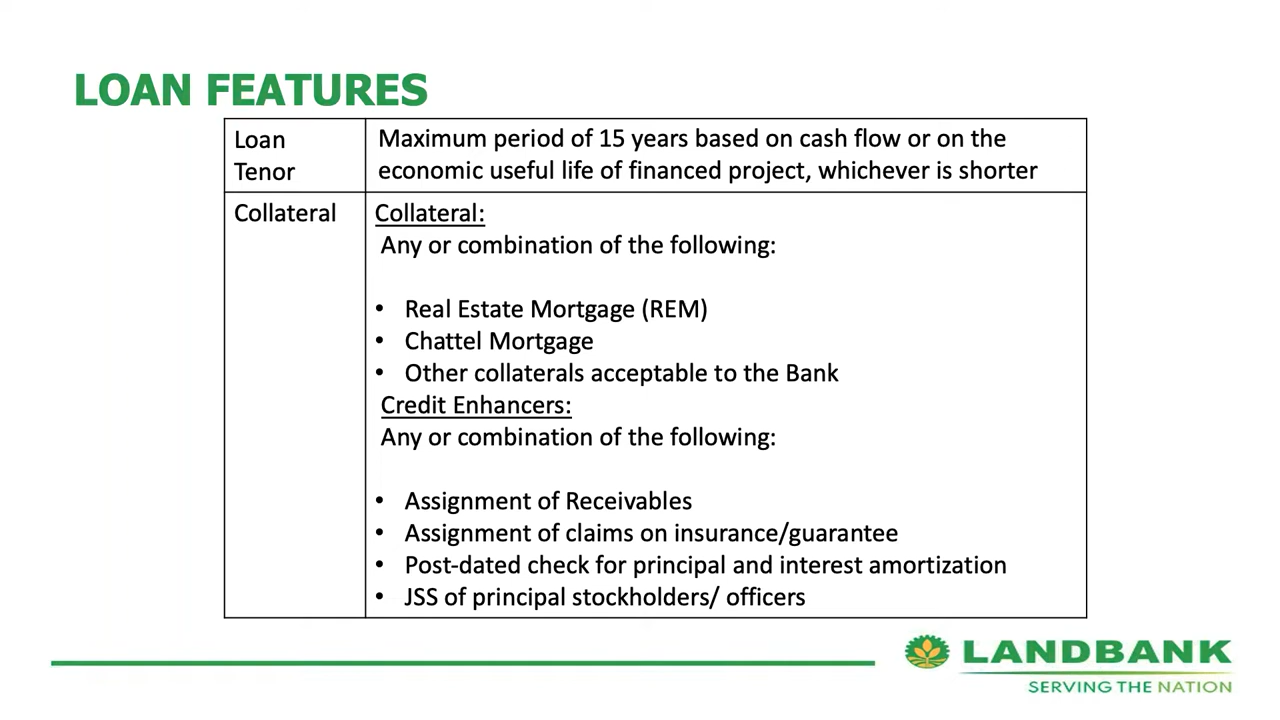 LOAN FEATURES
Loan
Tenor
Maximum period of 15 years based on cash flow or on the
economic useful life of financed project, whichever is shorter
Collateral
Collateral:
Any or combination of the following:
• Real Estate Mortgage (REM)
• Chattel Mortgage
• Other collaterals acceptable to the Bank
Credit Enhancers:
Any or combination of the following:
• Assignment of Receivables
• Assignment of claims on insurance/guarantee
• Post-dated check for principal and interest amortization
• JSS of principal stockholders/ officers
LANDBANK
SERVING THE NATION